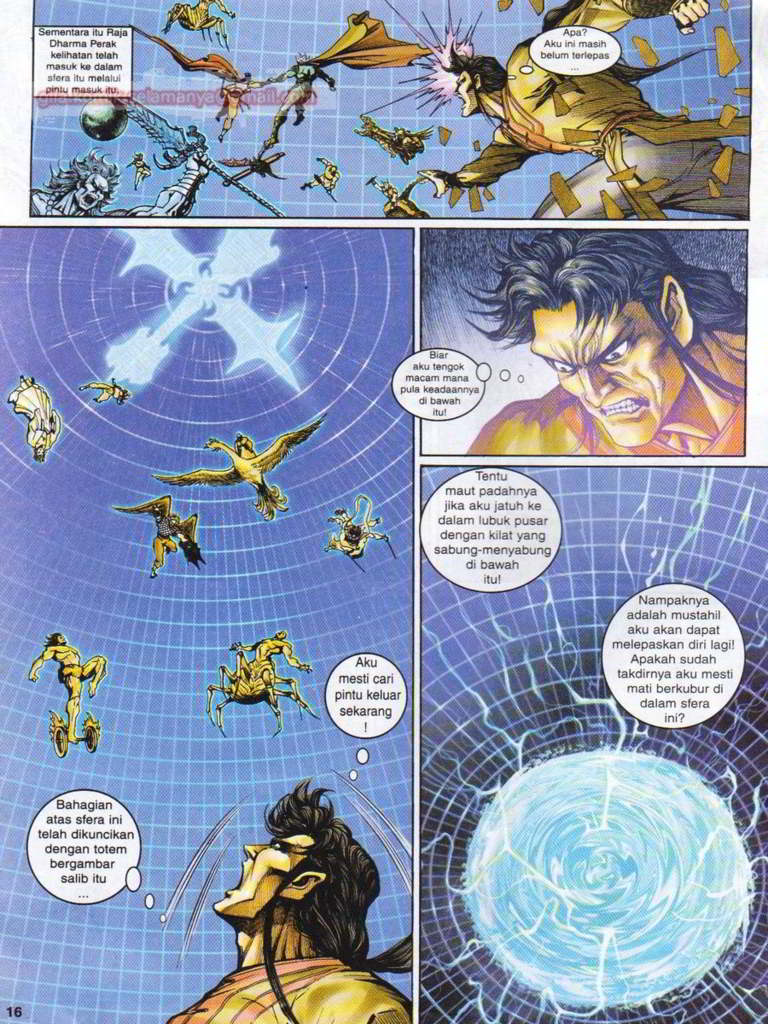 Sementara itu Raja
Dharma Perak
kelihatan telah
masuk ke dalam
sfera itu melalui
pintu masuk itu.
Apa?
Aku ini masih
belum terlepas
...
Aku
mesti cari
pintu keluar
sekarang
!
Bahagian
atas sfera ini
telah dikuncikan
dengan totem
bergambar
salib itu
...
Biar
aku tengok
macam mana
pula keadaannya
di bawah
itu!
Tentu
maut padahnya
jika aku jatuh ke
dalam lubuk pusar
dengan kilat yang
sabung-menyabung
di bawah
itu!
Nampaknya
adalah mustahil
aku akan dapat
melepaskan diri lagi!
Apakah sudah
takdirnya aku mesti
mati berkubur di
dalam sfera
ini?
16